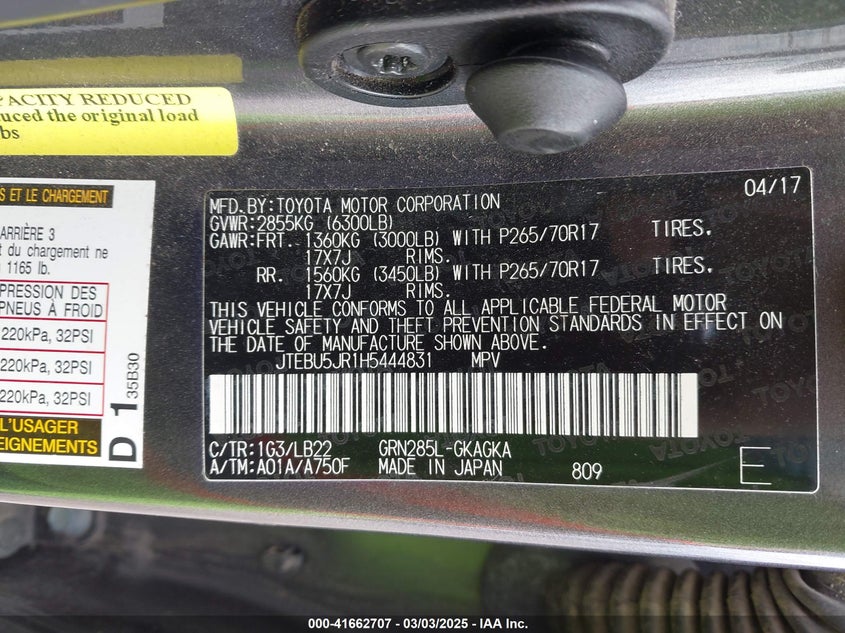 PACITY REDUCED
uced the original load
bs
S ET LE CHARGEMENT
ARRIÈRE 3
t du chargement ne
1165 lb.
PRESSION DES
PNEUS À FROID
220kPa, 32PSI
220kPa, 32PSI
220kPa, 32PSI
L'USAGER
EIGNEMENTS
D 1
35B30
04/17
MFD.BY:TOYOTA MOTOR CORPORATION
GVWR:2855KG (6300LB)
GAWR:FRT. 1360KG (3000LB) WITH P265/70R17 TIRES.
17X7J RIMS.
RR. 1560KG (3450LB) WITH P265/70R17 TIRES.
17X7J RIMS.
THIS VEHICLE CONFORMS TO ALL APPLICABLE FEDERAL MOTOR
VEHICLE SAFETY AND THEFT PREVENTION STANDARDS IN EFFECT ON
THE DATE OF MANUFACTURE SHOWN ABOVE.
JTEBU5JR1H5444831 MPV
C/TR:1G3/LB22 GRN285L-GKAGKA
A/TM:A01A/A750F MADE IN JAPAN 809 E
000-41662707 - 03/03/2025 - IAA Inc.